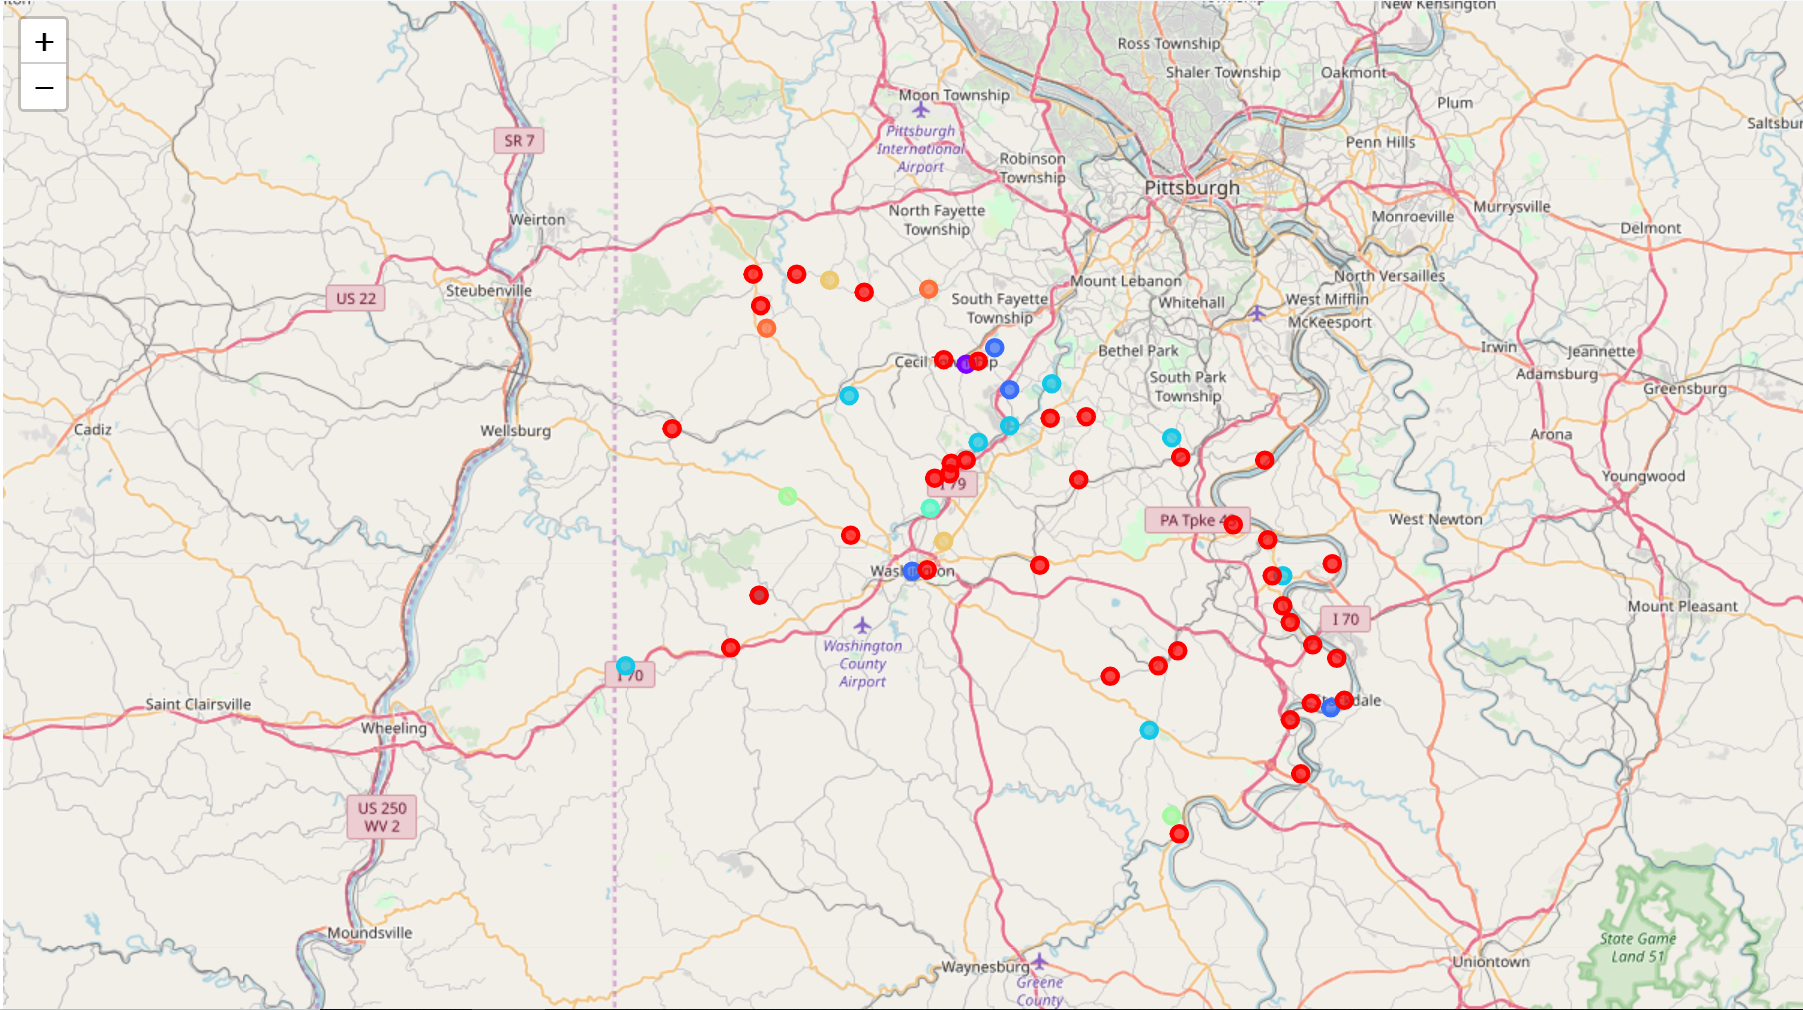 New Kensington
+
−
Ross Township
Shaler Township
Oakmont
Moon Township
Plum
SR 7
Pittsburgh
International
Airport
Penn Hills
Robinson
Township
Pittsburgh
Weirton
North Fayette
Township
Monroeville
Murrysville
Delmont
Steubenville
US 22
Mount Lebanon
North Versailles
South Fayette
Township
Whitehall
West Mifflin
McKeesport
Bethel Park
Irwin
Jeannette
Cecil
Adamsburg
South Park
Township
Greensburg
Cadiz
Wellsburg
Arona
Youngwood
PA Tpke
West Newton
Mount Pleasant
I 70
Washington
County
Airport
70
Saint Clairsville
Wheeling
US 250
WV 2
Moundsville
Waynesburg
Greene
County
State Game
Land 51
Uniontown